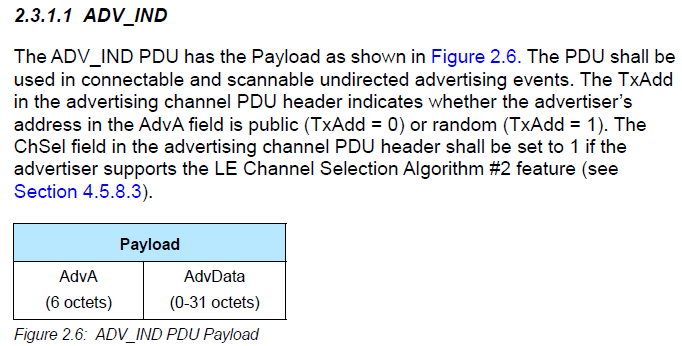 2.3.1.1 ADV_IND
The ADV_IND PDU has the Payload as shown in Figure 2.6. The PDU shall be
used in connectable and scannable undirected advertising events. The TxAdd
in the advertising channel PDU header indicates whether the advertiser's
address in the AdvA field is public (TxAdd = 0) or random (TxAdd = 1). The
ChSel field in the advertising channel PDU header shall be set to 1 if the
advertiser supports the LE Channel Selection Algorithm #2 feature (see
Section 4.5.8.3).
Payload
AdvA AdvData
(6 octets) (0-31 octets)
Figure 2.6: ADV_IND PDU Payload